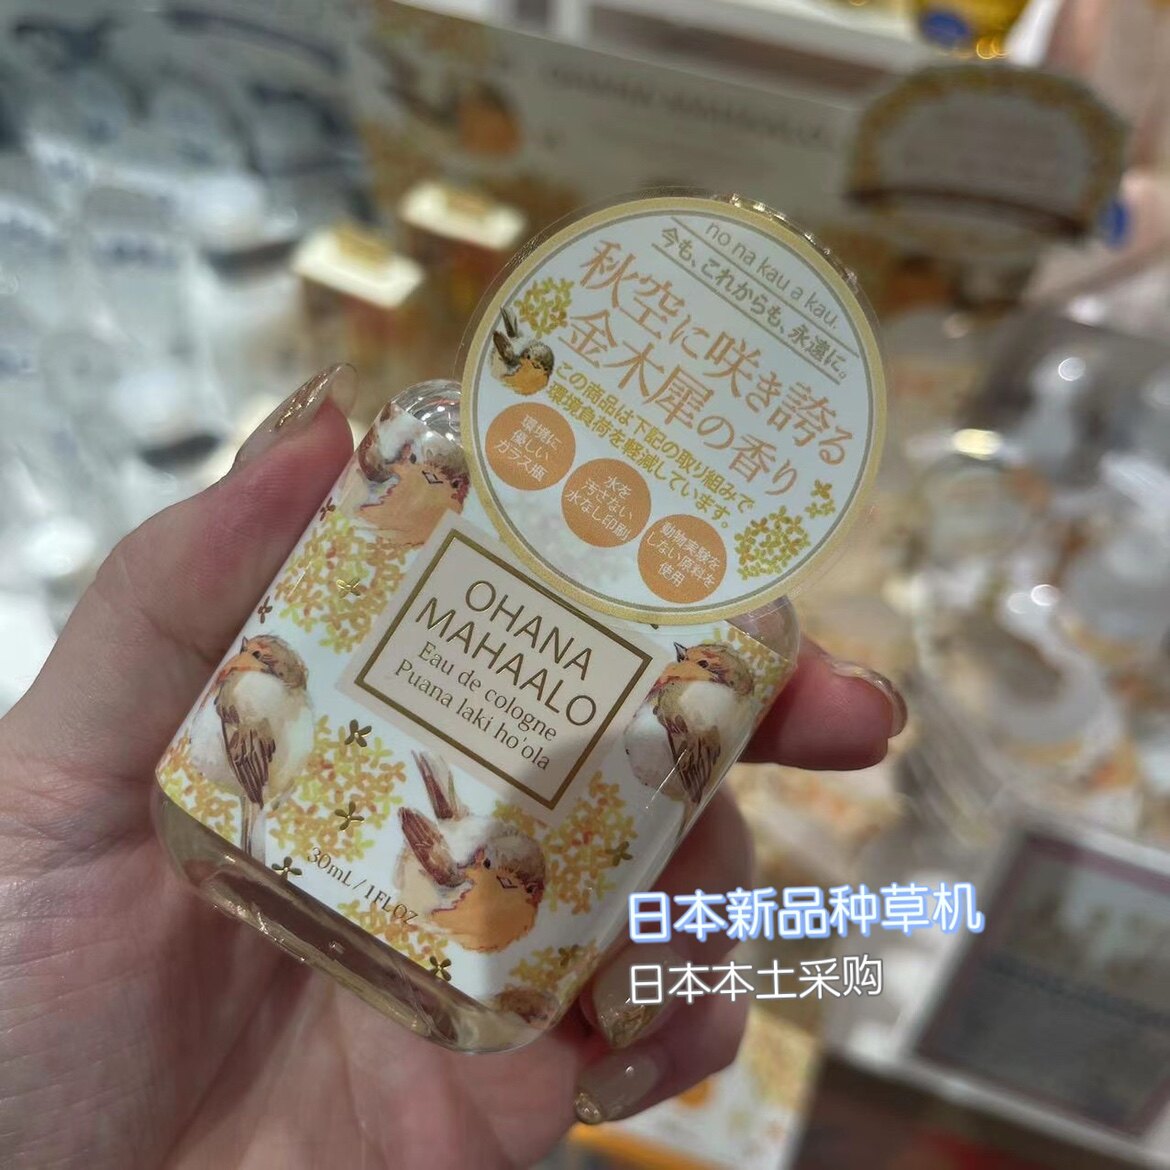 no na kau a kau.
今も、これからも、永遠に。
秋空に咲き誇る
金木犀の香り
この商品は下記の取り組みで
環境負荷を軽減しています。
環境に
優しい
ガラス瓶
水を
汚さない
水なし印刷
動物実験を
しない原料を
使用
OHANA
MAHAALO
Eau de cologne
Puana laki ho'ola
30mL / 1FL.OZ
日本新品种草机
日本本土采购